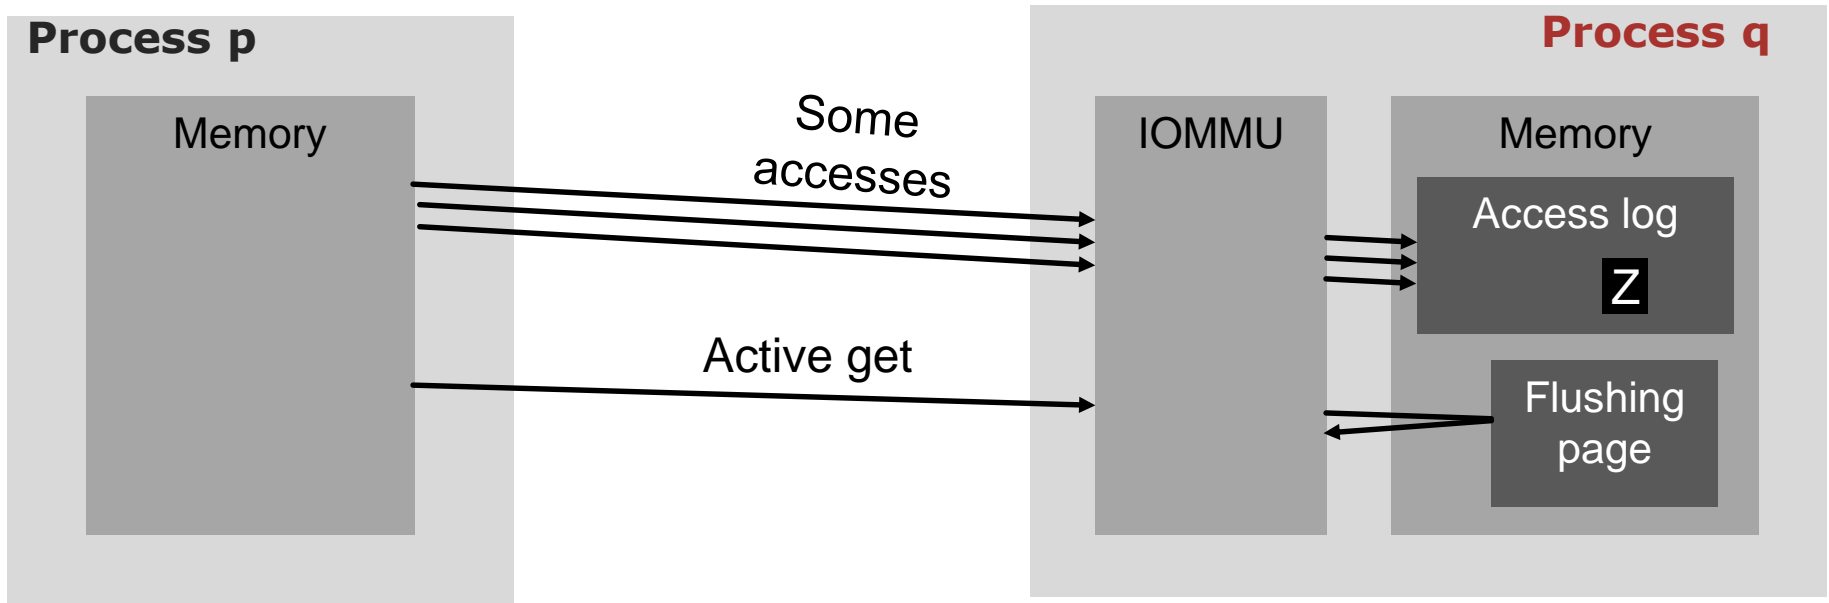 Process p
Memory
Some
accesses
Active get
Process q
IOMMU
Memory
Access log
Z
Flushing
page